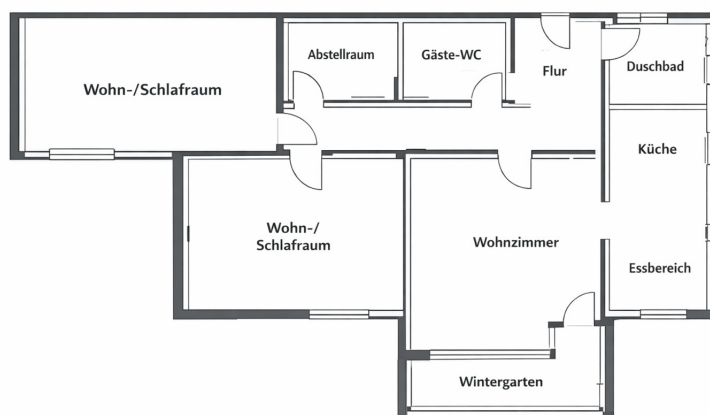 Abstellraum
Gäste-WC
Flur
Duschbad
Wohn-/Schlafraum
Küche
Wohn-/
Schlafraum
Wohnzimmer
Essbereich
Wintergarten